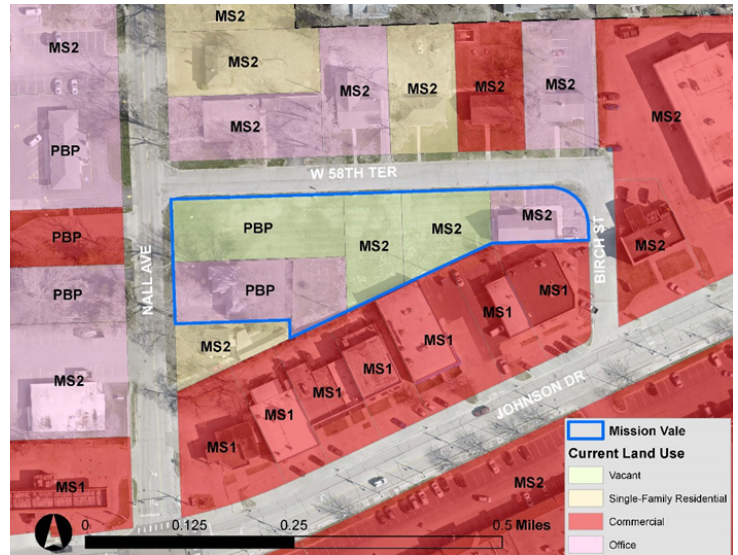 MS2
MS2
MS2
MS2
MS2
MS2
MS2
MS2
MS2
PBP
W 58TH TER
PBP
MS2
MS2
MS2
MS2
BIRCH ST
NALL AVE
PBP
PBP
MS1
MS1
MS2
MS1
MS1
MS1
MS1
MS1
MS2
JOHNSON DR
MS1
MS2
0 0.125 0.25 0.5 Miles
Mission Vale
Current Land Use
Vacant
Single-Family Residential
Commercial
Office